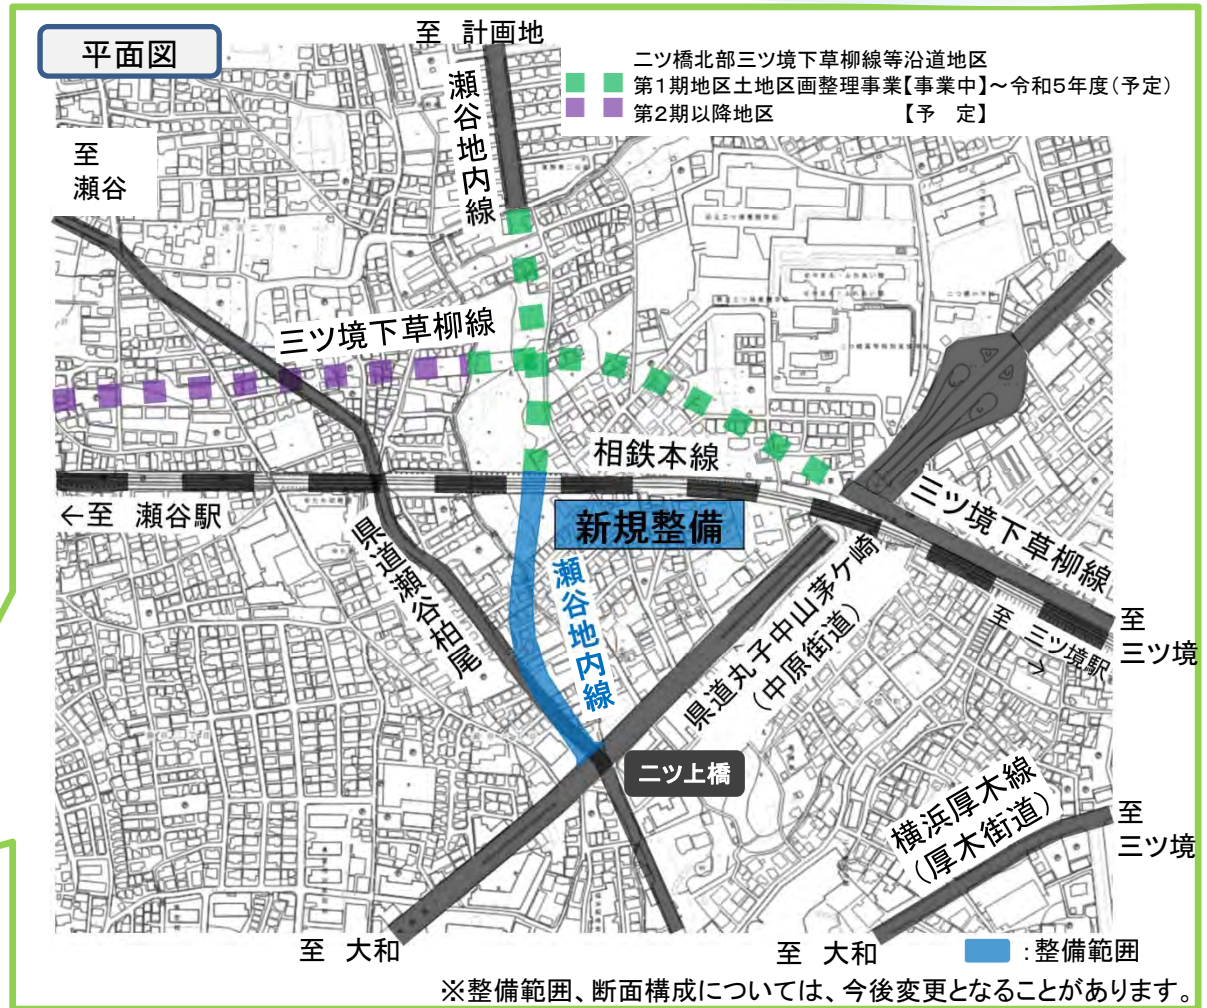 平面図
至 計画地
二ツ橋北部三ツ境下草柳線等沿道地区
第1期地区土地区画整理事業【事業中】～令和5年度(予定)
第2期以降地区 【予 定】
至
瀬谷
瀬谷地内線
三ツ境下草柳線
相鉄本線
←至 瀬谷駅
新規整備
三ツ境下草柳線
県道瀬谷柏尾
瀬谷地内線
県道丸子中山茅ケ崎
(中原街道)
至 三ツ境駅
→
至
三ツ境
二ツ上橋
横浜厚木線
(厚木街道)
至
三ツ境
至 大和
至 大和
:整備範囲
※整備範囲、断面構成については、今後変更となることがあります。